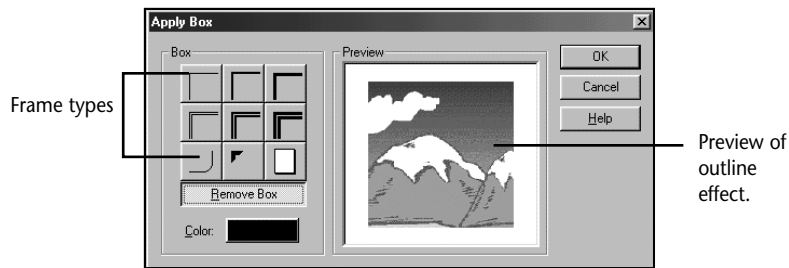 Apply Box
Box
Preview
OK
Cancel
Help
Frame types
Remove Box
Color:
Preview of
outline
effect.